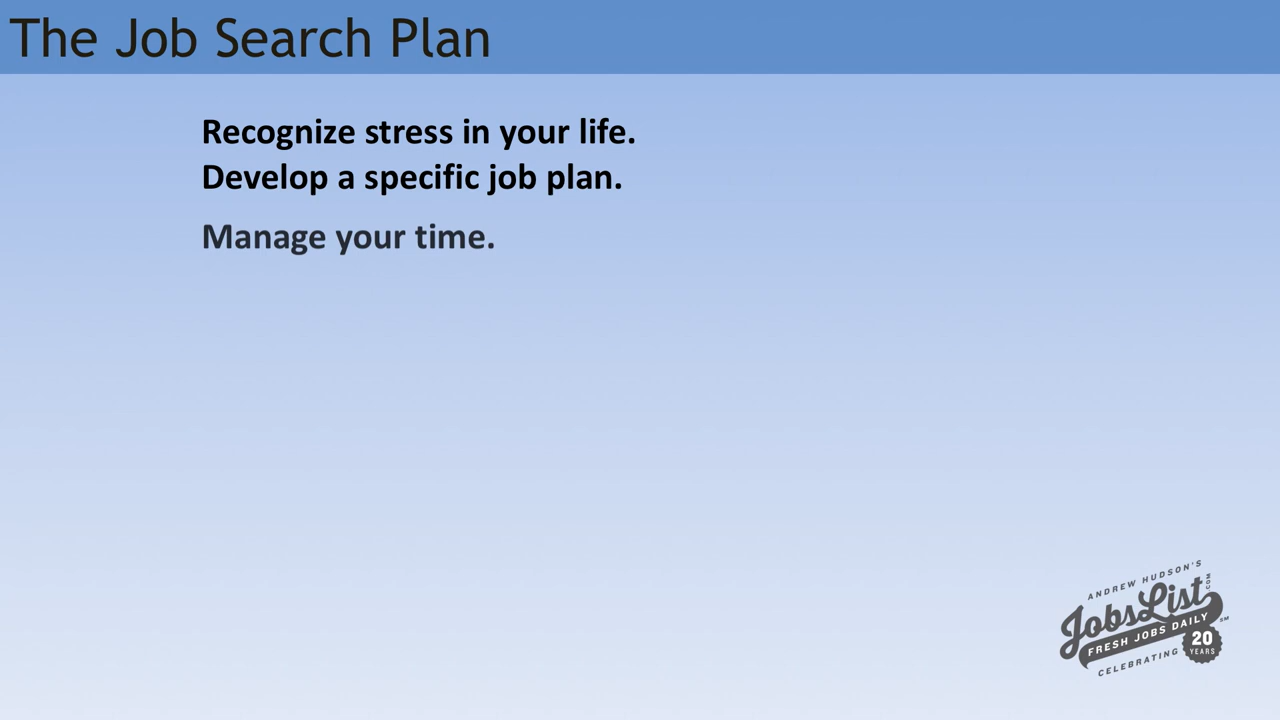 The Job Search Plan
Recognize stress in your life.
Develop a specific job plan.
Manage your time.
ANDREW HUDSON'S
JobsList.COM
FRESH JOBS DAILY SM
CELEBRATING 20 YEARS